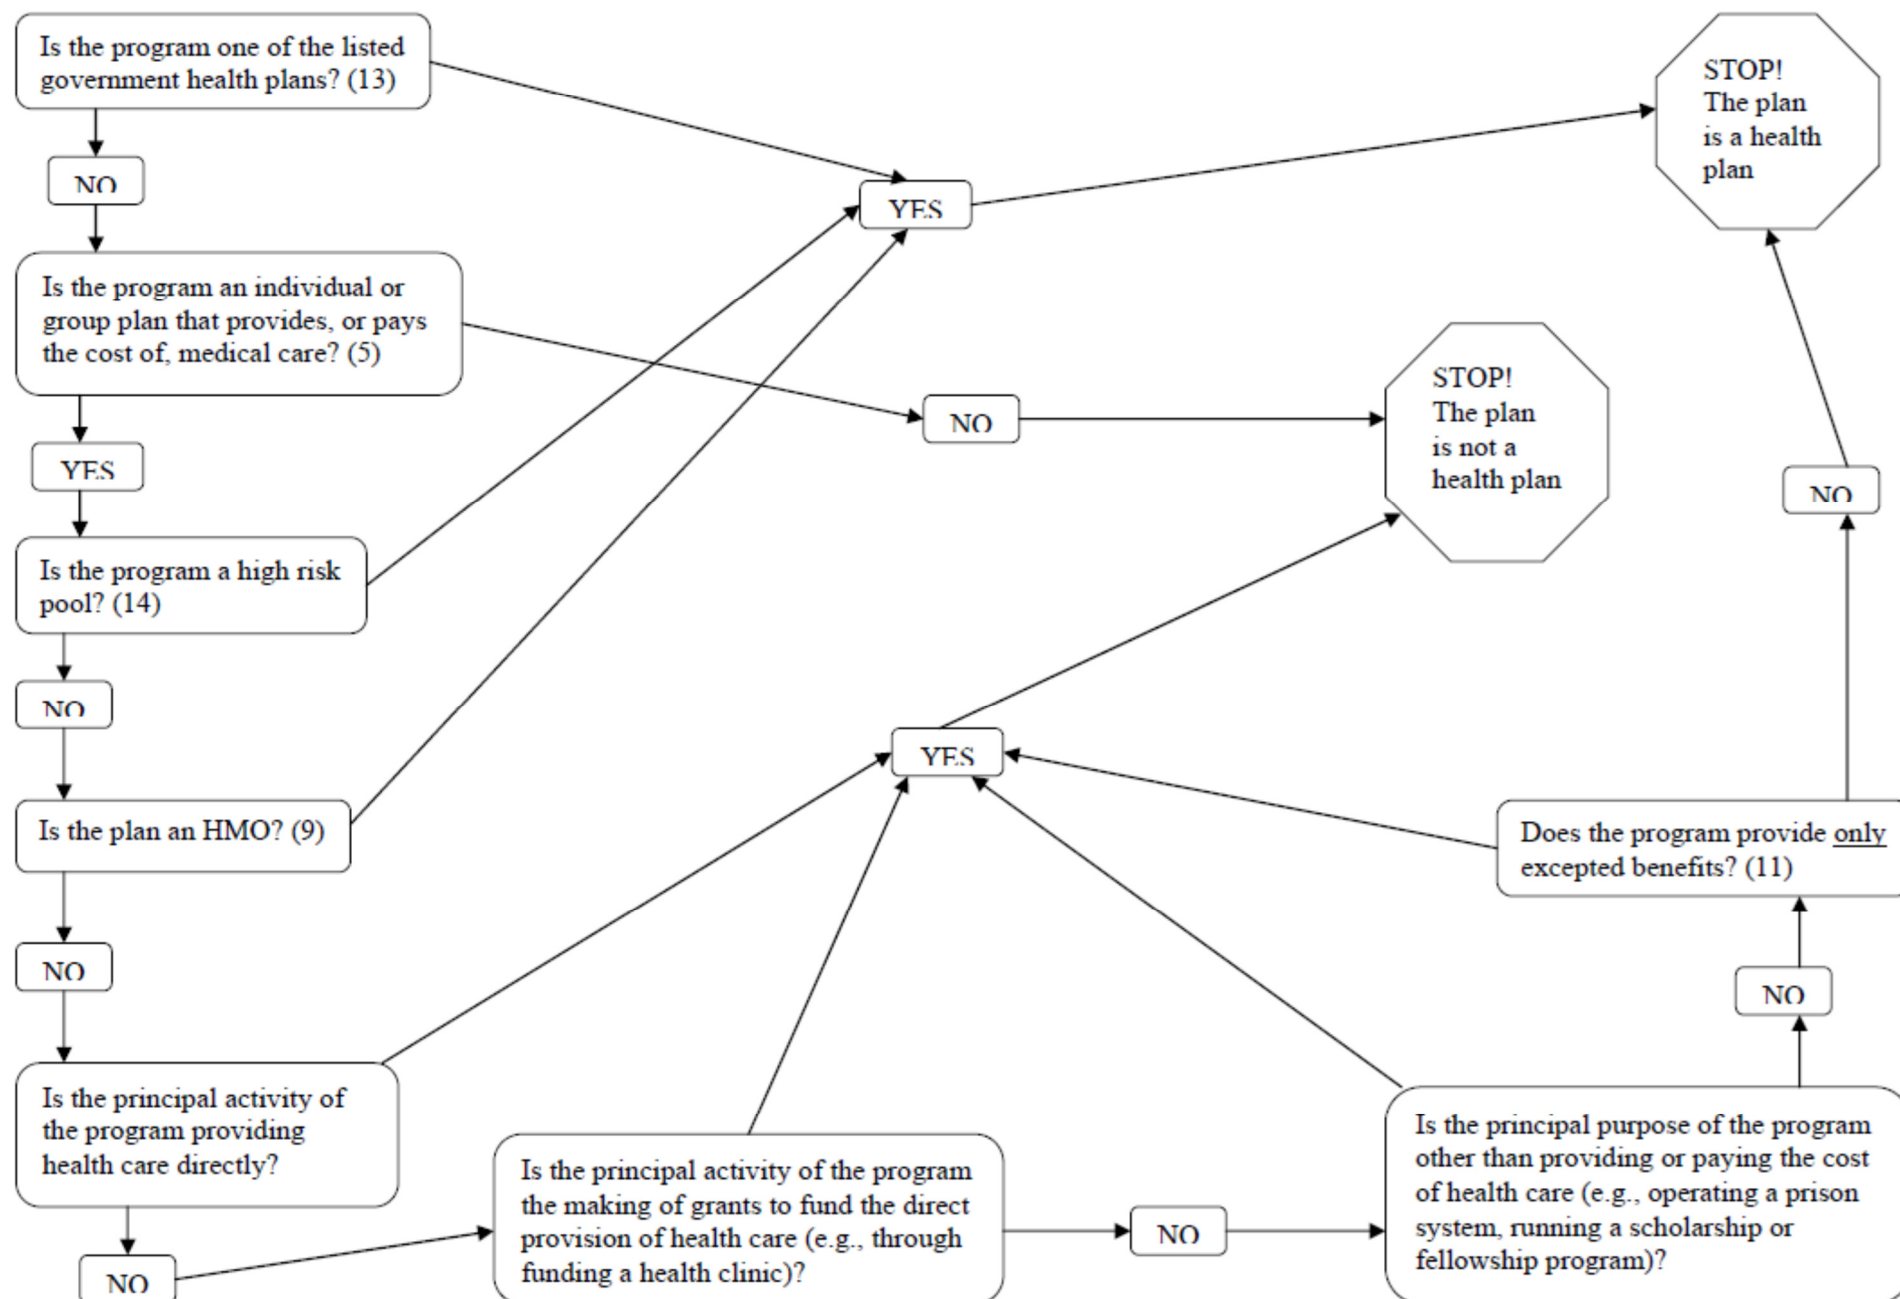 Is the program one of the listed
government health plans? (13)
NO
Is the program an individual or
group plan that provides, or pays
the cost of, medical care? (5)
YES
Is the program a high risk
pool? (14)
NO
Is the plan an HMO? (9)
NO
Is the principal activity of
the program providing
health care directly?
NO
Is the principal activity of the program
the making of grants to fund the direct
provision of health care (e.g., through
funding a health clinic)?
NO
Is the principal purpose of the program
other than providing or paying the cost
of health care (e.g., operating a prison
system, running a scholarship or
fellowship program)?
NO
Does the program provide only
excepted benefits? (11)
NO
YES
NO
YES
STOP!
The plan
is not a
health plan
STOP!
The plan
is a health
plan